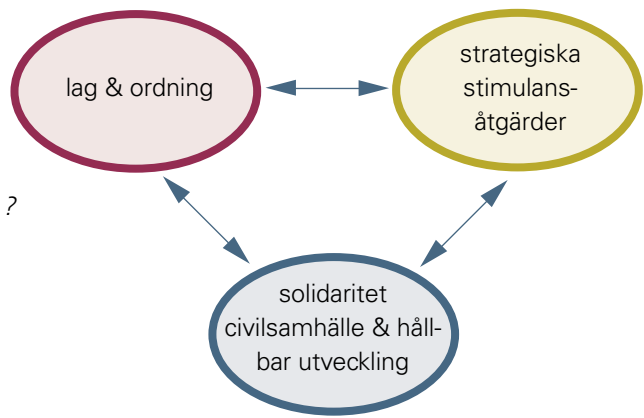 lag & ordning
strategiska
stimulans-
åtgärder
?
solidaritet
civilsamhälle & håll-
bar utveckling